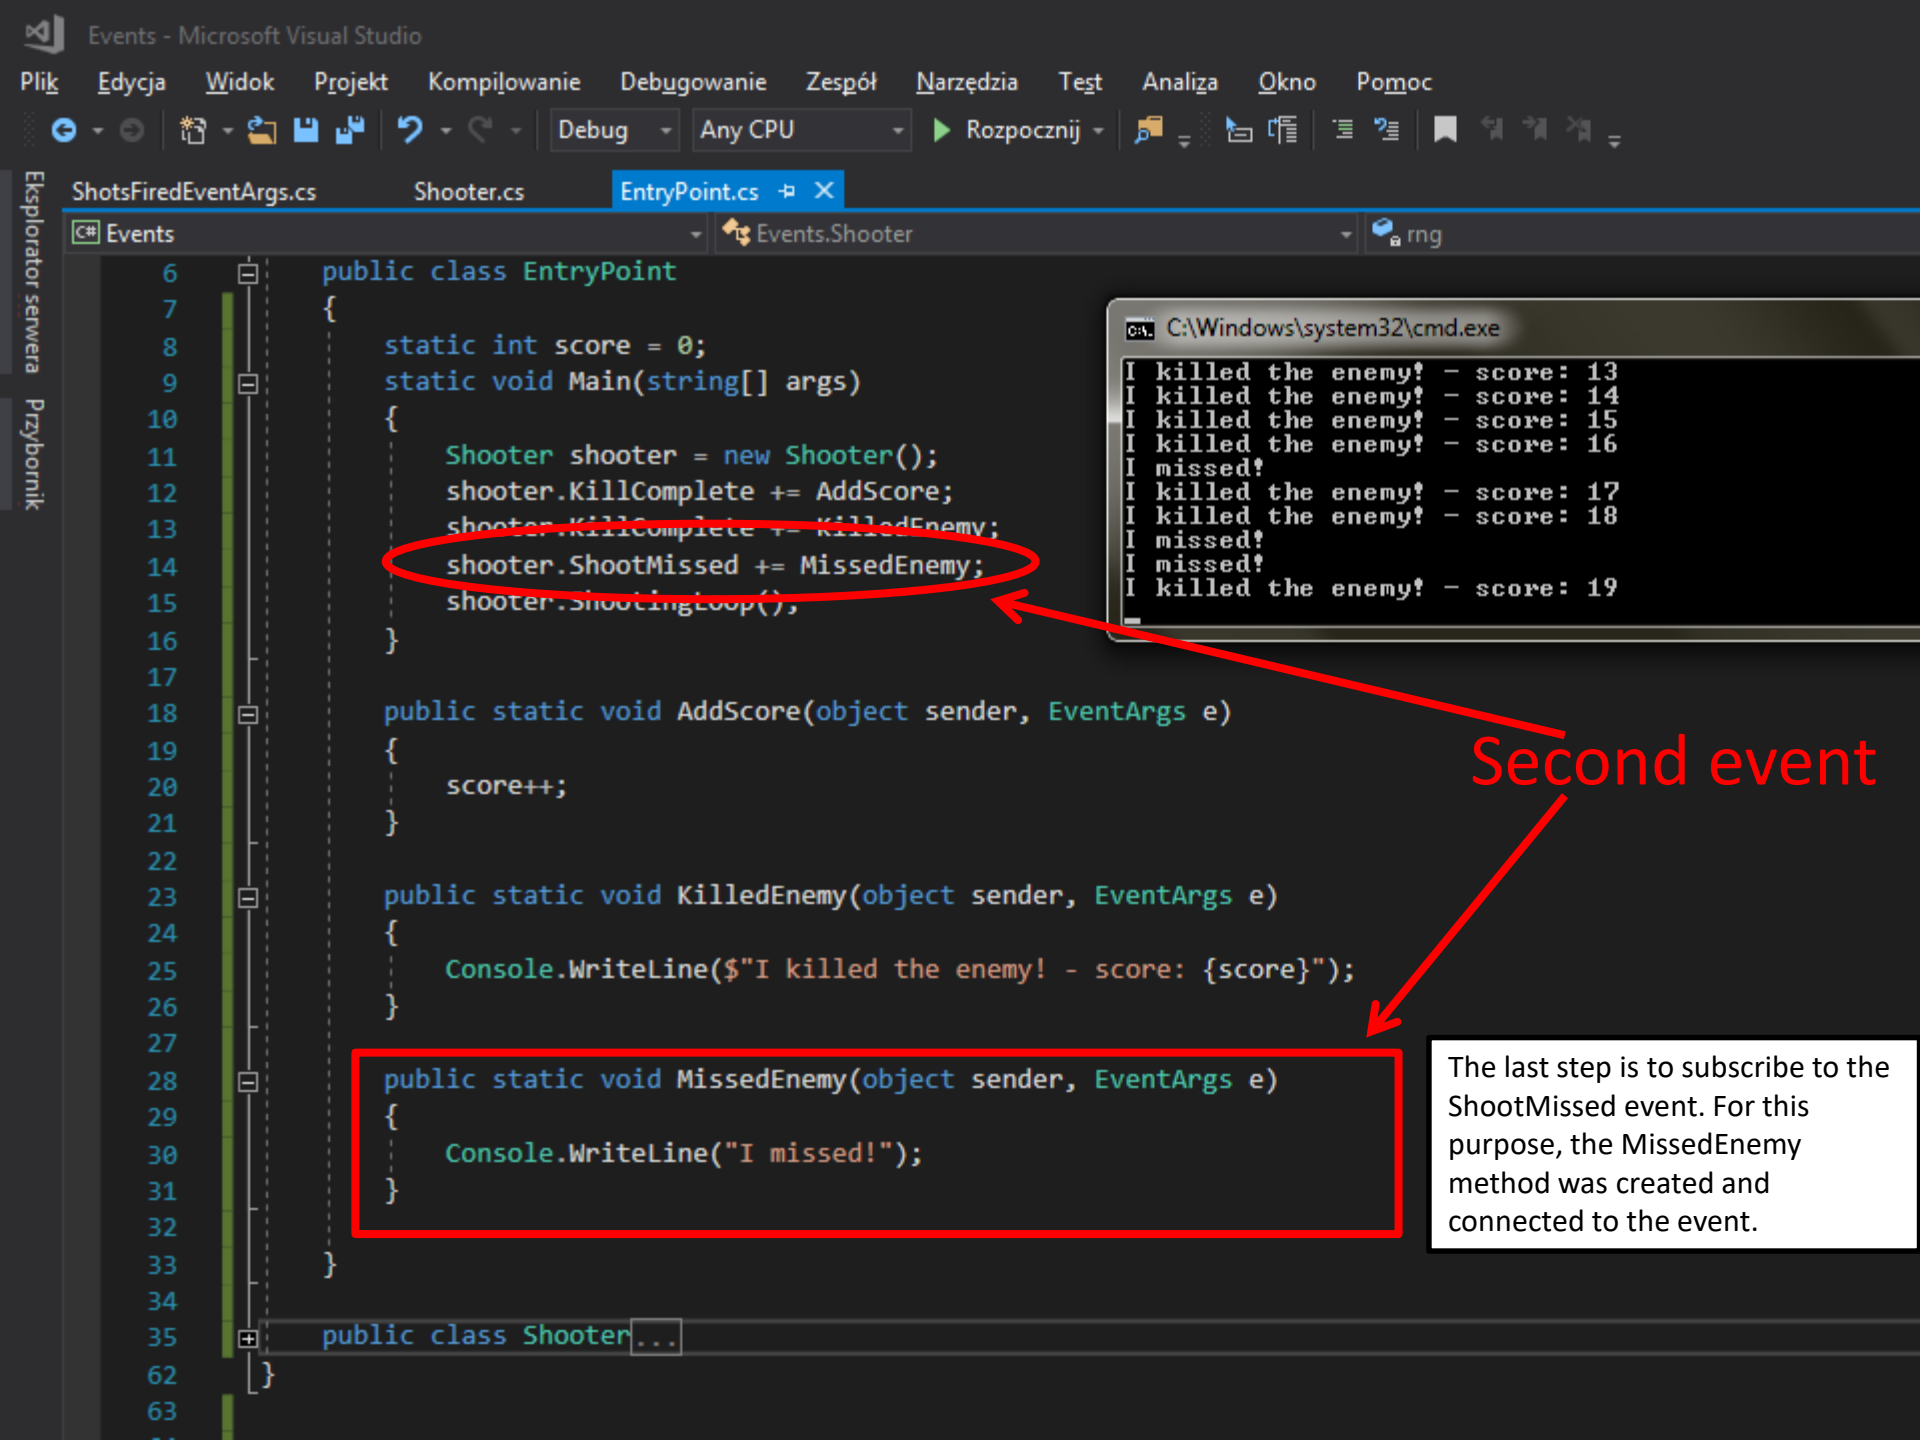 Events - Microsoft Visual Studio
Plik Edycja Widok Projekt Kompilowanie Debugowanie Zespół Narzędzia Test Analiza Okno Pomoc
Debug Any CPU Rozpocznij
Eksplorator serwera
Przybornik
ShotsFiredEventArgs.cs Shooter.cs EntryPoint.cs
C# Events Events.Shooter rng
6 public class EntryPoint
7 {
8 static int score = 0;
9 static void Main(string[] args)
10 {
11 Shooter shooter = new Shooter();
12 shooter.KillComplete += AddScore;
13 shooter.KillComplete += KilledEnemy;
14 shooter.ShootMissed += MissedEnemy;
15 shooter.ShootingLoop();
16 }
17
18 public static void AddScore(object sender, EventArgs e)
19 {
20 score++;
21 }
22
23 public static void KilledEnemy(object sender, EventArgs e)
24 {
25 Console.WriteLine($"I killed the enemy! - score: {score}");
26 }
27
28 public static void MissedEnemy(object sender, EventArgs e)
29 {
30 Console.WriteLine("I missed!");
31 }
32
33 }
34
35 public class Shooter...
62 }
63
C:\Windows\system32\cmd.exe
I killed the enemy! - score: 13
I killed the enemy! - score: 14
I killed the enemy! - score: 15
I killed the enemy! - score: 16
I missed!
I killed the enemy! - score: 17
I killed the enemy! - score: 18
I missed!
I missed!
I killed the enemy! - score: 19
Second event
The last step is to subscribe to the
ShootMissed event. For this
purpose, the MissedEnemy
method was created and
connected to the event.